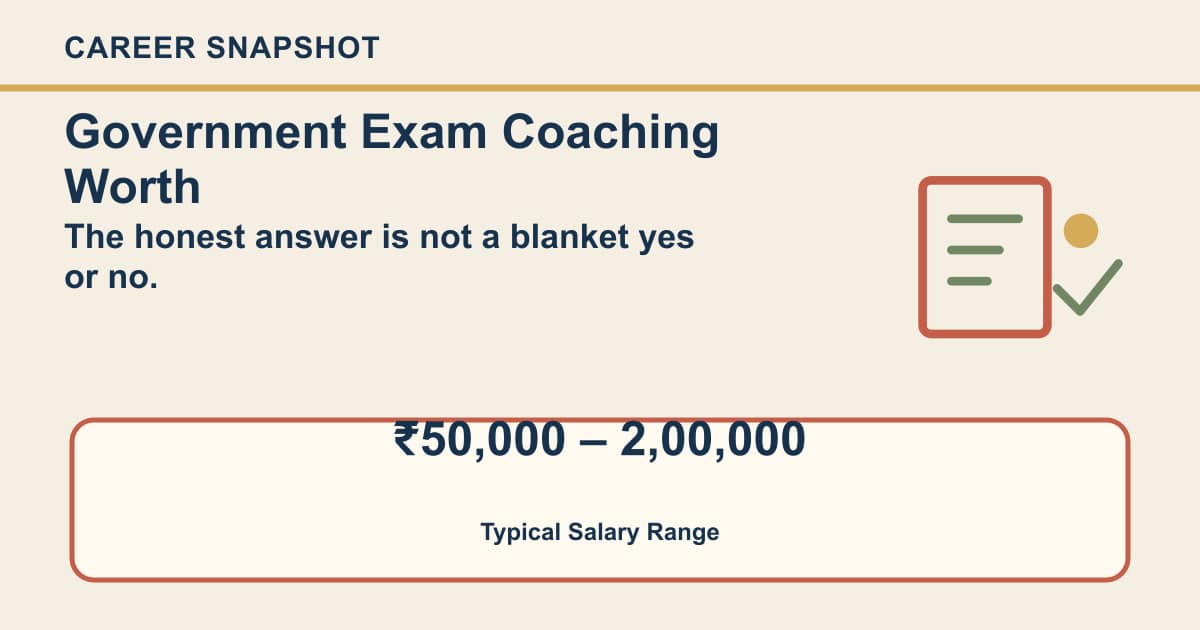 CAREER SNAPSHOT
Government Exam Coaching
Worth
The honest answer is not a blanket yes
or no.
₹50,000 – 2,00,000
Typical Salary Range